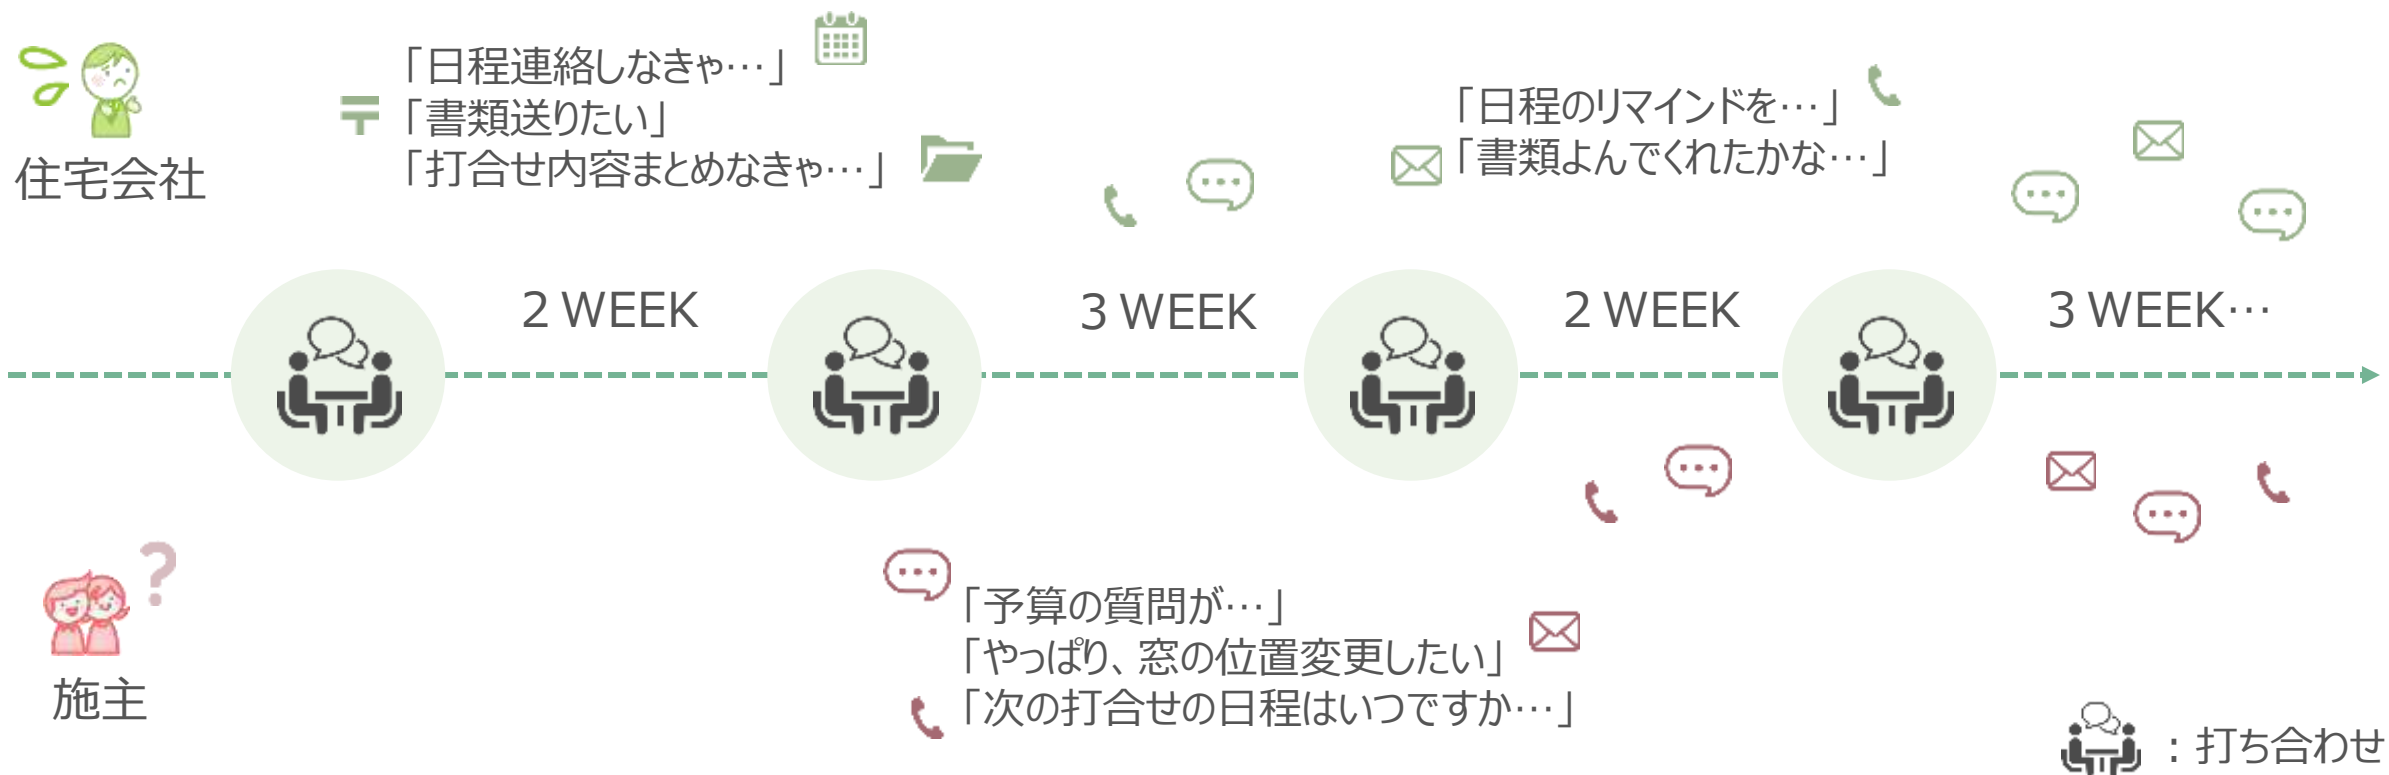 住宅会社
「日程連絡しなきゃ…」
〒「書類送りたい」
「打合せ内容まとめなきゃ…」
「日程のリマインドを…」
「書類よんでくれたかな…」
2 WEEK
3 WEEK
2 WEEK
3 WEEK…
施主
?
「予算の質問が…」
「やっぱり、窓の位置変更したい」
「次の打合せの日程はいつですか…」
：打ち合わせ